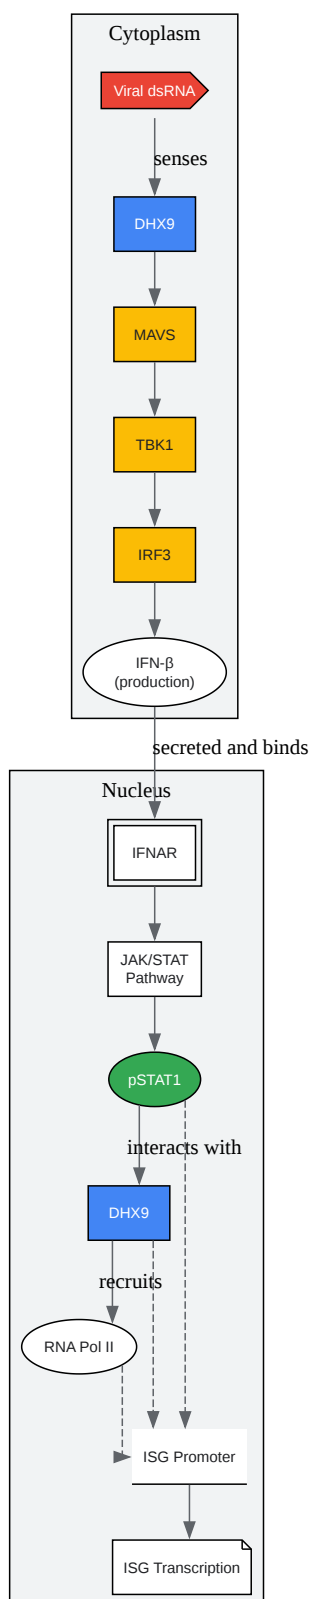 Cytoplasm
Viral dsRNA
senses
DHX9
MAVS
TBK1
IRF3
IFN-β
(production)
secreted and binds
Nucleus
IFNAR
JAK/STAT
Pathway
pSTAT1
interacts with
DHX9
recruits
RNA Pol II
ISG Promoter
ISG Transcription